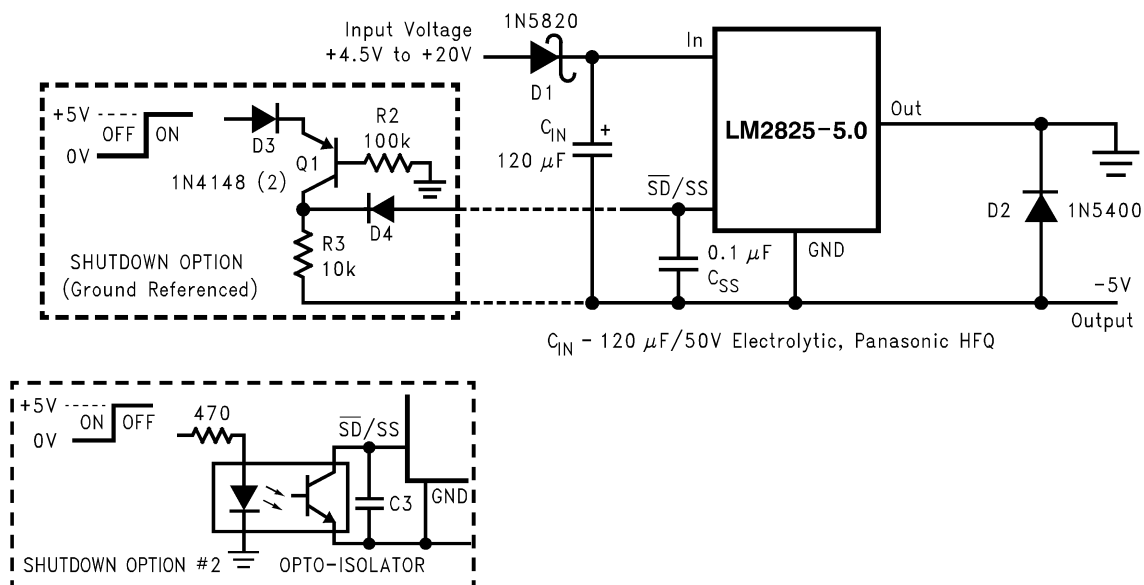 1N5820
Input Voltage
+4.5V to +20V
In
D1
+5V
OFF
ON
0V
D3
R2
100k
Q1
1N4148 (2)
D4
R3
10k
SHUTDOWN OPTION
(Ground Referenced)
C_IN
+
120 μF
LM2825-5.0
Out
S̅D̅/SS
GND
0.1 μF
C_SS
D2
1N5400
-5V
Output
C_IN - 120 μF/50V Electrolytic, Panasonic HFQ
+5V
ON
OFF
0V
470
S̅D̅/SS
GND
C3
SHUTDOWN OPTION #2
OPTO-ISOLATOR